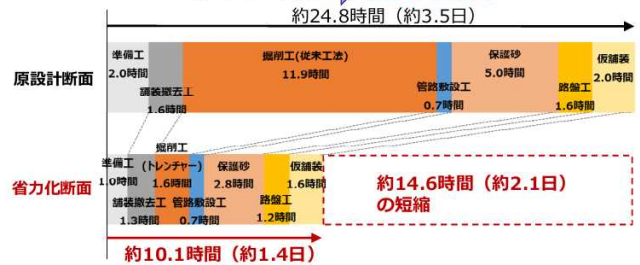 約24.8時間（約3.5日）
原設計断面
準備工
2.0時間
舗装撤去工
1.6時間
掘削工(従来工法)
11.9時間
管路敷設工
0.7時間
保護砂
5.0時間
路盤工
1.6時間
仮舗装
2.0時間
省力化断面
準備工
1.0時間
舗装撤去工
1.3時間
掘削工
(トレンチャー)
1.6時間
管路敷設工
0.7時間
保護砂
2.8時間
路盤工
1.2時間
仮舗装
1.6時間
約14.6時間（約2.1日）
の短縮
約10.1時間（約1.4日）